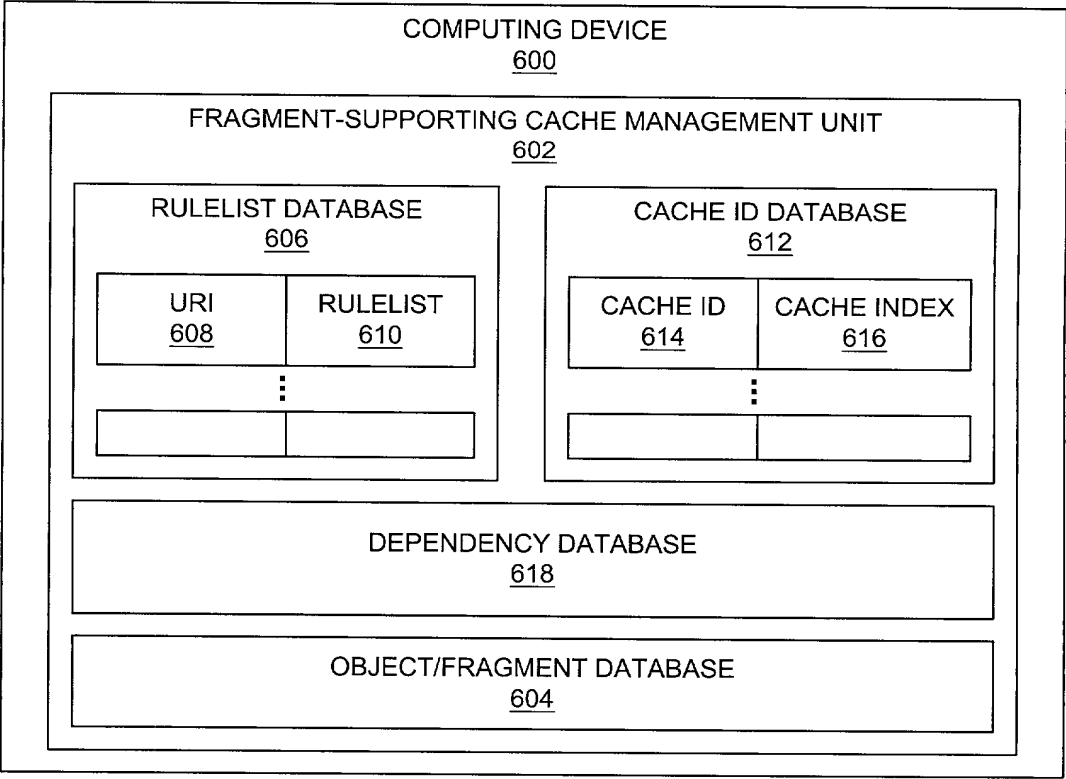 COMPUTING DEVICE
600
FRAGMENT-SUPPORTING CACHE MANAGEMENT UNIT
602
RULELIST DATABASE
606
URI
608
RULELIST
610
CACHE ID DATABASE
612
CACHE ID
614
CACHE INDEX
616
DEPENDENCY DATABASE
618
OBJECT/FRAGMENT DATABASE
604